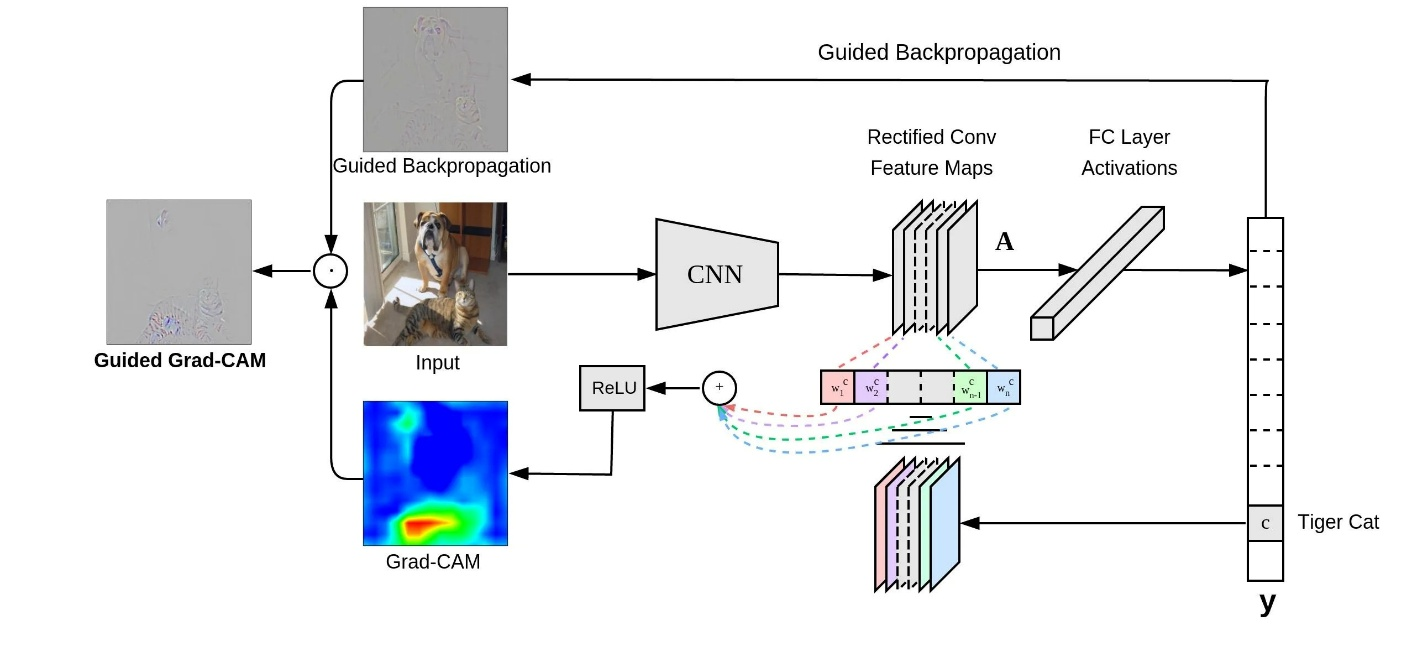 Guided Backpropagation
Guided Backpropagation
Rectified Conv
Feature Maps
FC Layer
Activations
A
CNN
Guided Grad-CAM
Input
ReLU
+
w1c
w2c
wn-1c
wnc
Grad-CAM
c
Tiger Cat
y